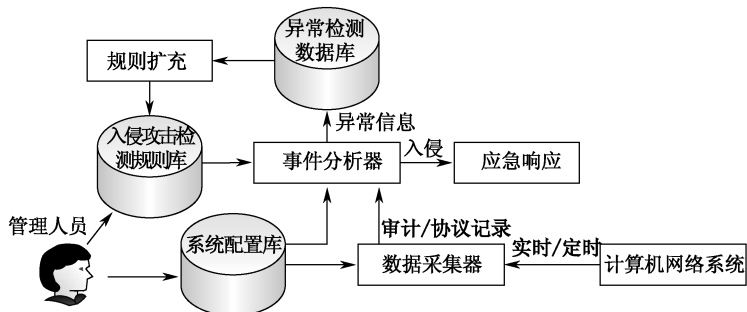 异常检测
数据库
规则扩充
异常信息
入侵攻击检
测规则库
事件分析器
入侵
应急响应
管理人员
系统配置库
审计/协议记录
数据采集器
实时/定时
计算机网络系统